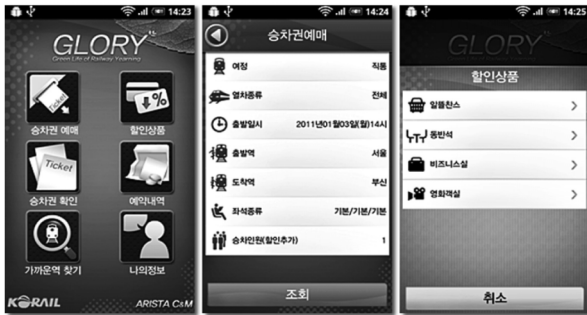 14:23
GLORY
Green Life of Railway Yearning
Ticket
승차권 예매
%
할인상품
Ticket
승차권 확인
예약내역
가까운역 찾기
나의정보
KORAIL
ARISTA C&M
14:24
승차권예매
여정 직통
열차종류 전체
출발일시 2011년01월03일(월)14시
출발역 서울
도착역 부산
좌석종류 기본/기본/기본
승차인원(할인추가) 1
조회
14:25
GLORY
할인상품
알뜰찬스
동반석
비즈니스실
영화객실
취소